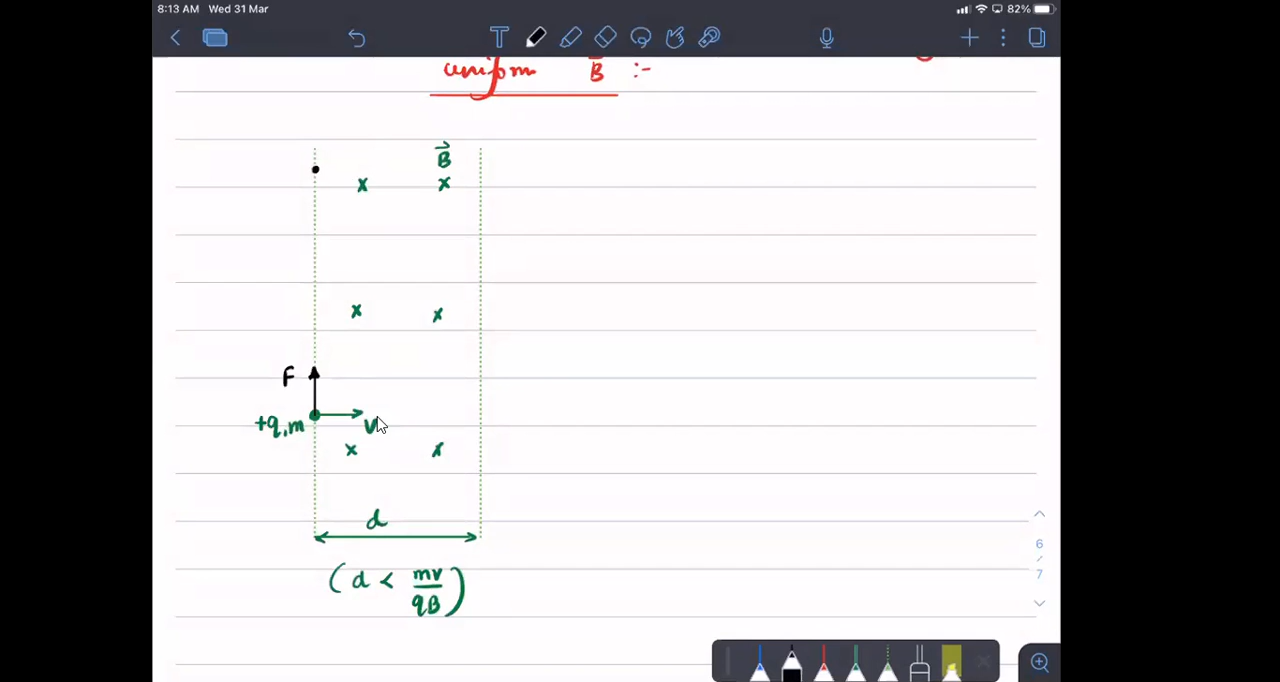 8:13 AM Wed 31 Mar
82%
T
uniform B⃗ :-
B⃗
x x
x x
F
+q,m
v
x x
d
(d < mv/qB)
6
/
7